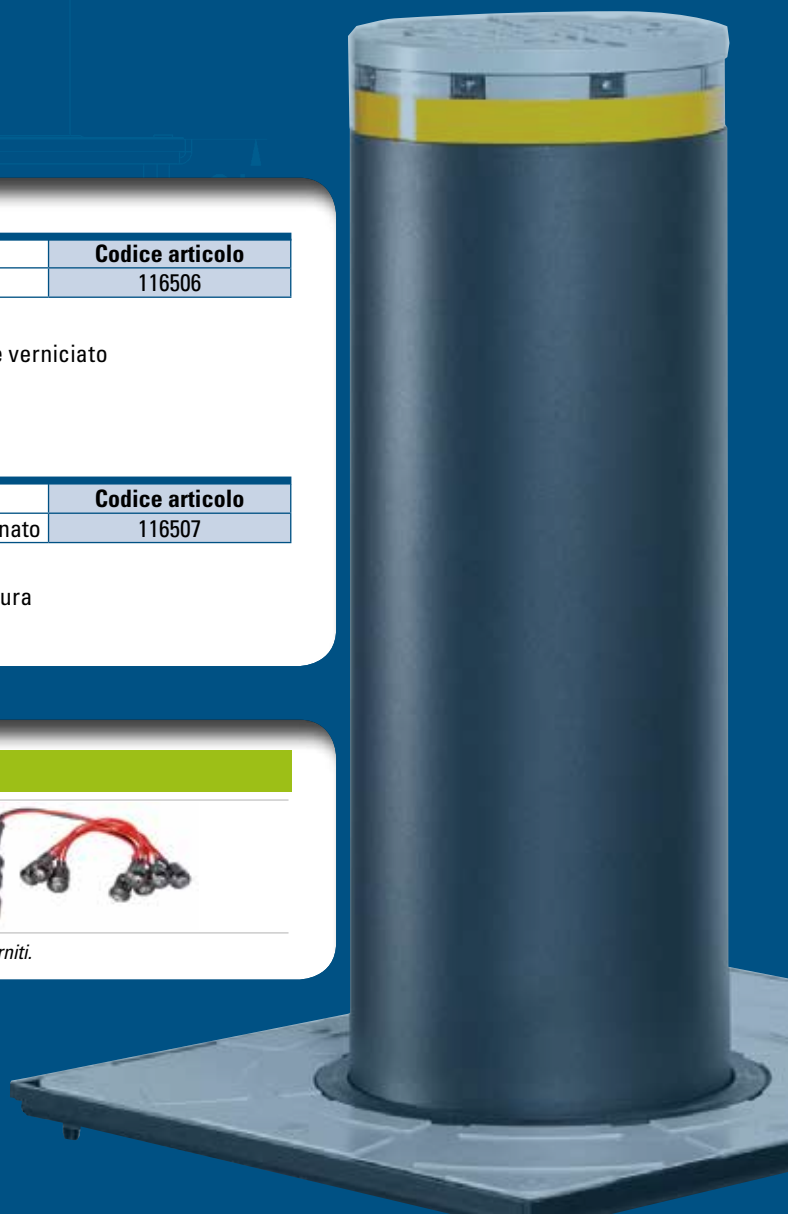 Codice articolo
116506
e verniciato
Codice articolo
nato 116507
ura
rniti.